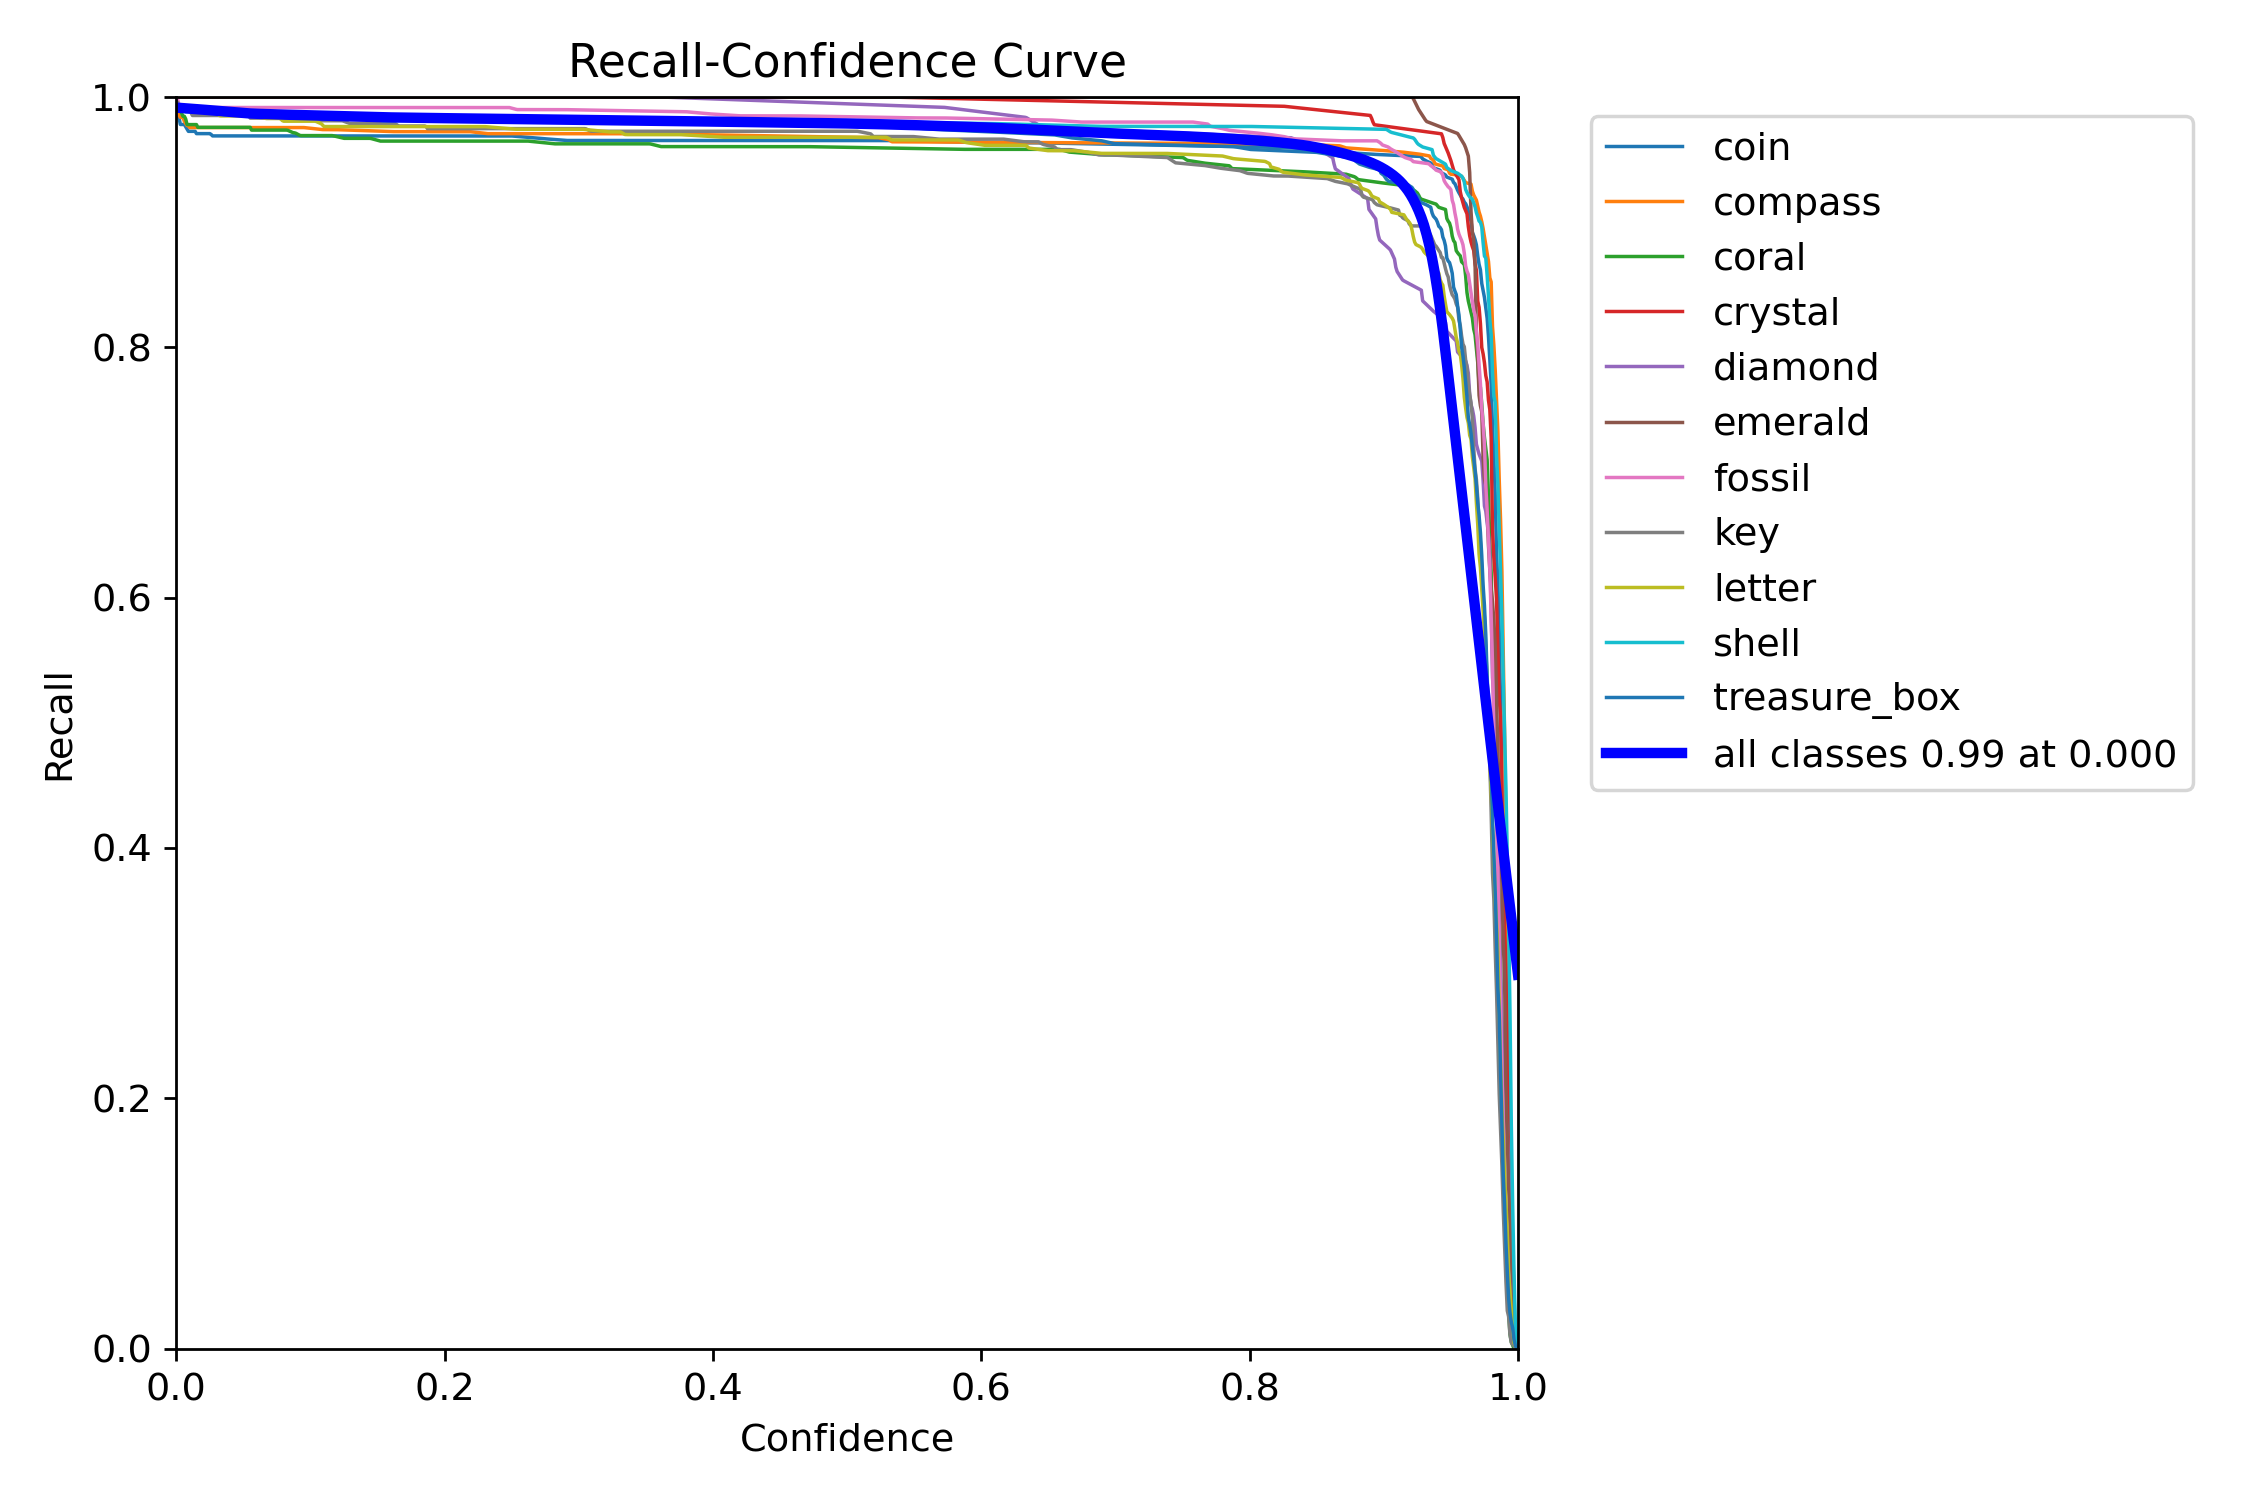 Recall-Confidence Curve
1.0
0.8
0.6
0.4
0.2
0.0
Recall
0.0 0.2 0.4 0.6 0.8 1.0
Confidence
coin
compass
coral
crystal
diamond
emerald
fossil
key
letter
shell
treasure_box
all classes 0.99 at 0.000